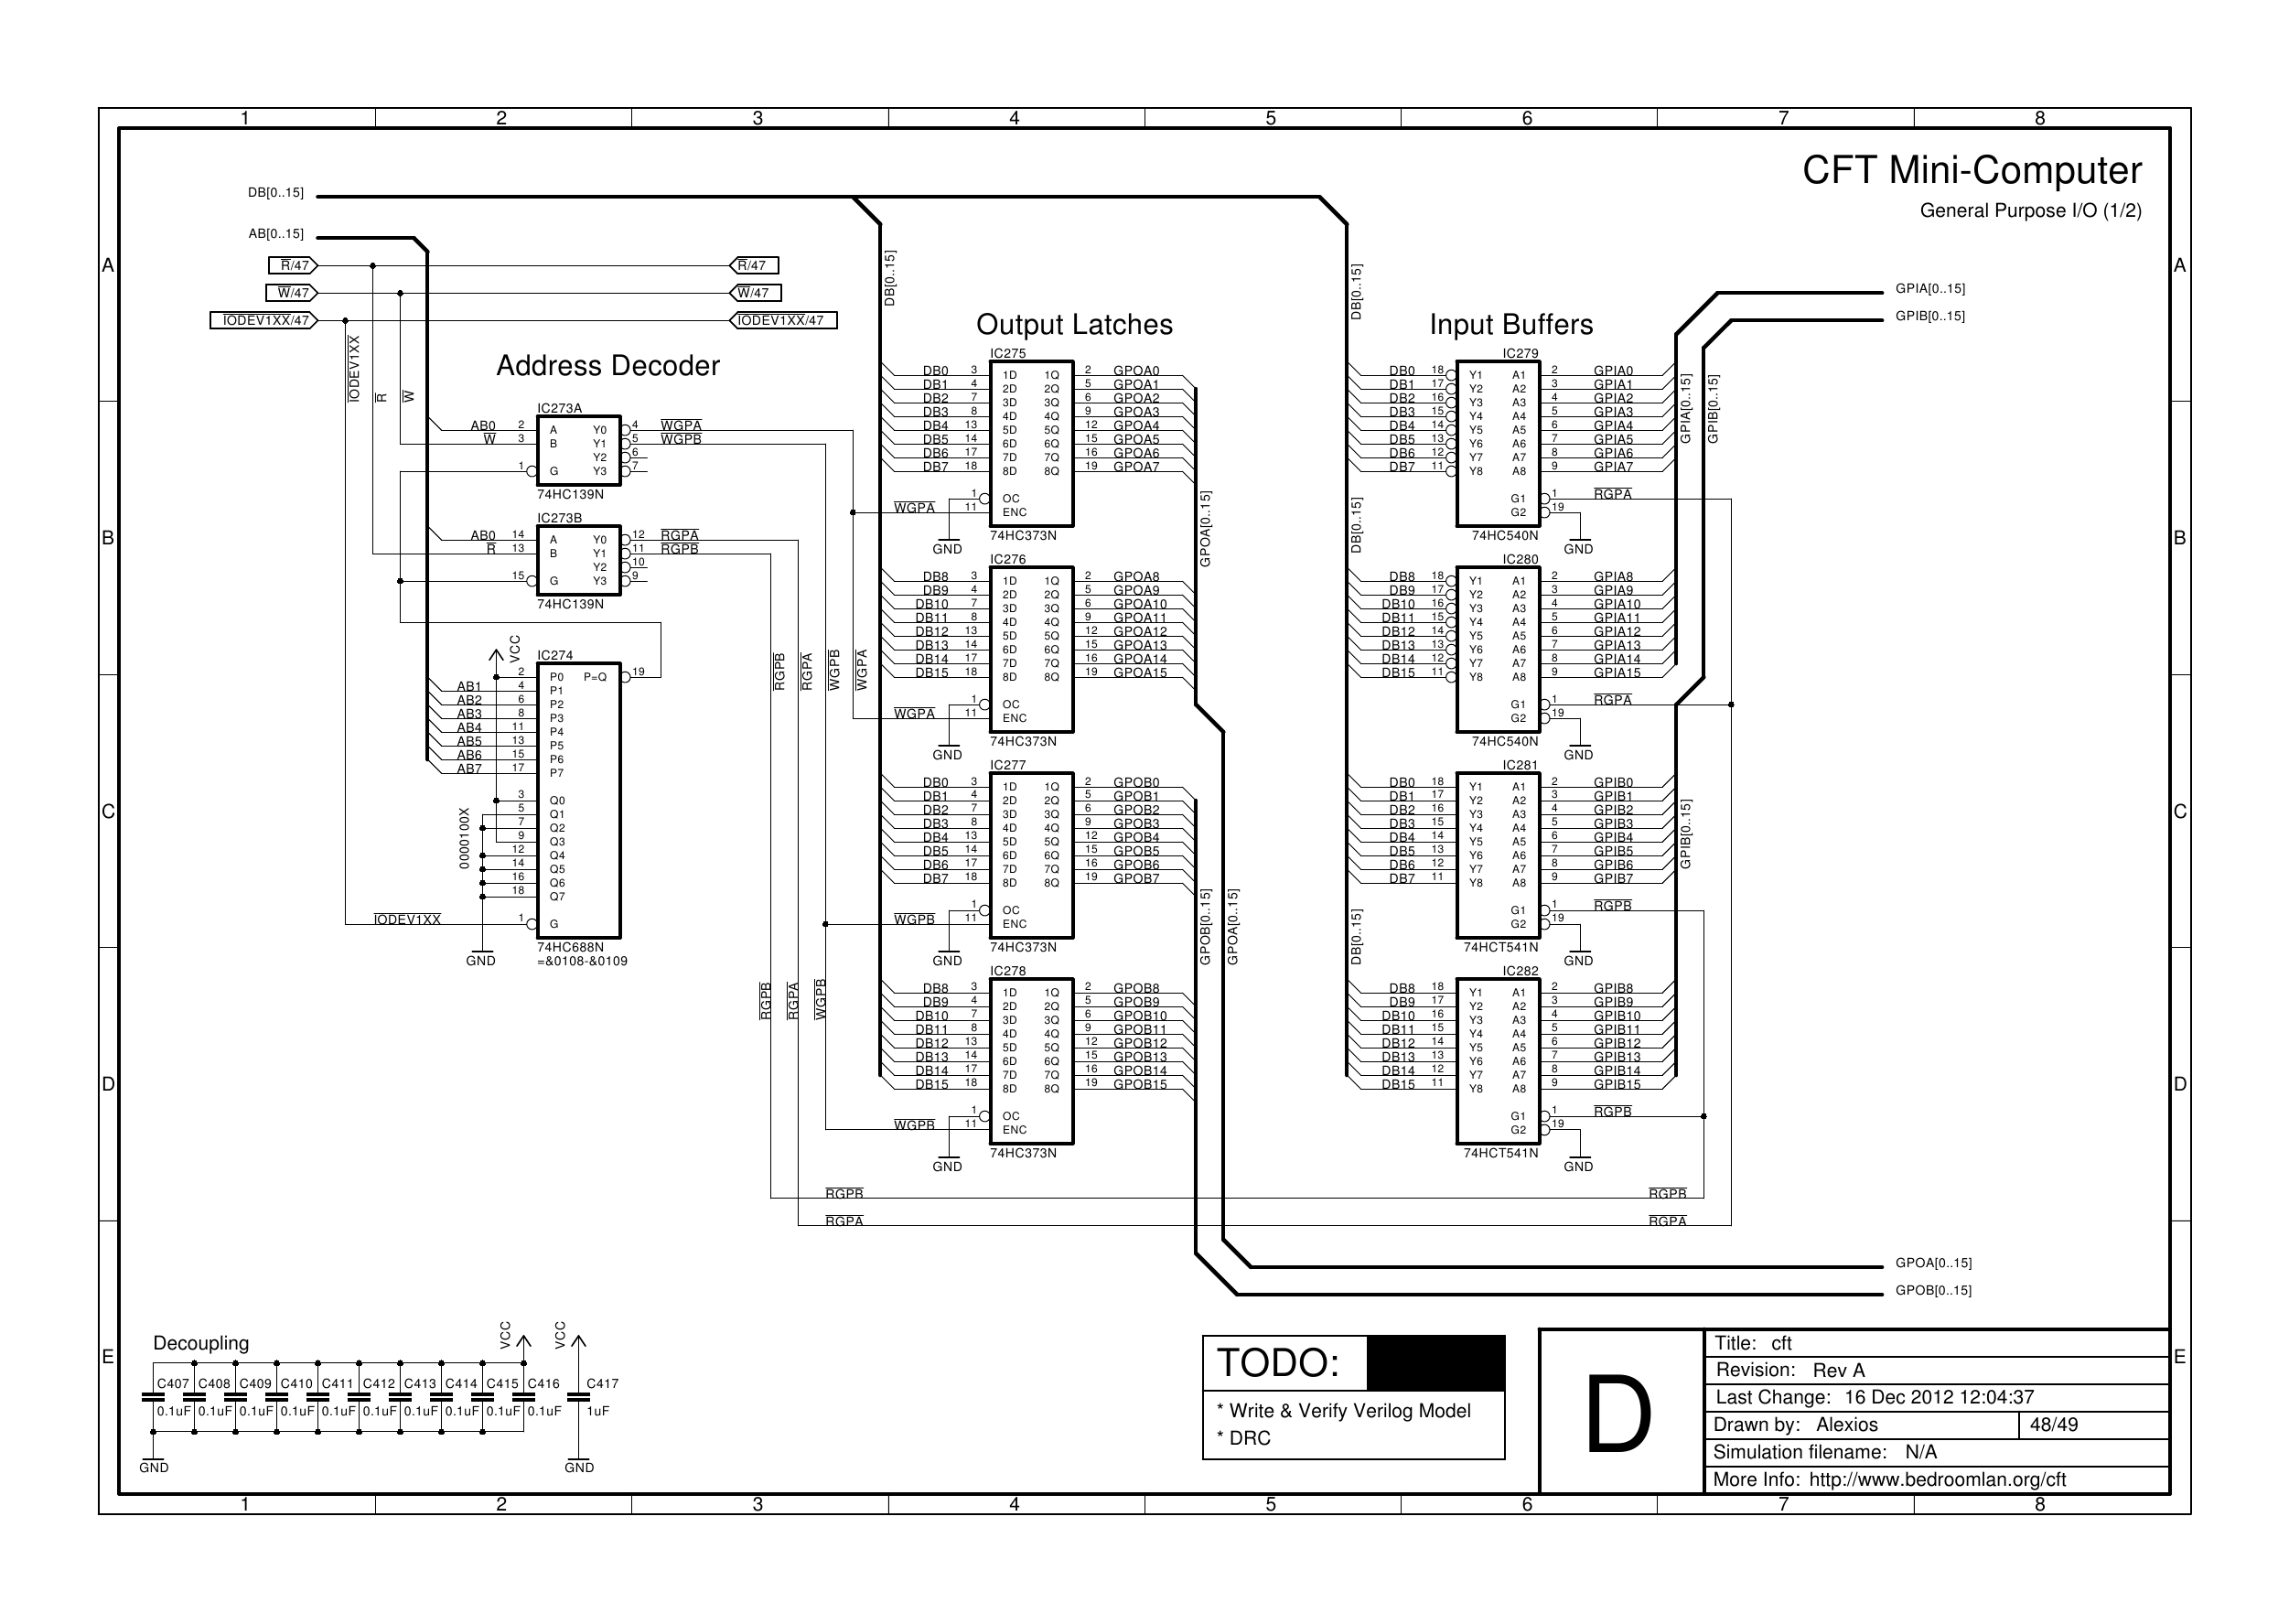 1 2 3 4 5 6 7 8
CFT Mini-Computer
General Purpose I/O (1/2)
DB[0..15]
AB[0..15]
R/47 R/47
W/47 W/47
IODEV1XX/47 IODEV1XX/47
IODEV1XX
R
W
A A
B B
C C
D D
E E
Address Decoder
IC273A
AB0 2 A Y0 4 WGPA
W 3 B Y1 5 WGPB
Y2 6
1 G Y3 7
74HC139N
IC273B
AB0 14 A Y0 12 RGPA
R 13 B Y1 11 RGPB
Y2 10
15 G Y3 9
74HC139N
VCC
IC274
2 P0 P=Q 19
AB1 4 P1
AB2 6 P2
AB3 8 P3
AB4 11 P4
AB5 13 P5
AB6 15 P6
AB7 17 P7
3 Q0
5 Q1
7 Q2
9 Q3
12 Q4
14 Q5
16 Q6
18 Q7
0000100X
IODEV1XX 1 G
GND
74HC688N
=&0108-&0109
RGPB RGPA WGPB WGPA
RGPB RGPA WGPB
Output Latches
DB[0..15]
IC275
DB0 3 1D 1Q 2 GPOA0
DB1 4 2D 2Q 5 GPOA1
DB2 7 3D 3Q 6 GPOA2
DB3 8 4D 4Q 9 GPOA3
DB4 13 5D 5Q 12 GPOA4
DB5 14 6D 6Q 15 GPOA5
DB6 17 7D 7Q 16 GPOA6
DB7 18 8D 8Q 19 GPOA7
1 OC
WGPA 11 ENC
GND
74HC373N
GPOA[0..15]
IC276
DB8 3 1D 1Q 2 GPOA8
DB9 4 2D 2Q 5 GPOA9
DB10 7 3D 3Q 6 GPOA10
DB11 8 4D 4Q 9 GPOA11
DB12 13 5D 5Q 12 GPOA12
DB13 14 6D 6Q 15 GPOA13
DB14 17 7D 7Q 16 GPOA14
DB15 18 8D 8Q 19 GPOA15
1 OC
WGPA 11 ENC
GND
74HC373N
IC277
DB0 3 1D 1Q 2 GPOB0
DB1 4 2D 2Q 5 GPOB1
DB2 7 3D 3Q 6 GPOB2
DB3 8 4D 4Q 9 GPOB3
DB4 13 5D 5Q 12 GPOB4
DB5 14 6D 6Q 15 GPOB5
DB6 17 7D 7Q 16 GPOB6
DB7 18 8D 8Q 19 GPOB7
1 OC
WGPB 11 ENC
GND
74HC373N
GPOB[0..15] GPOA[0..15]
IC278
DB8 3 1D 1Q 2 GPOB8
DB9 4 2D 2Q 5 GPOB9
DB10 7 3D 3Q 6 GPOB10
DB11 8 4D 4Q 9 GPOB11
DB12 13 5D 5Q 12 GPOB12
DB13 14 6D 6Q 15 GPOB13
DB14 17 7D 7Q 16 GPOB14
DB15 18 8D 8Q 19 GPOB15
1 OC
WGPB 11 ENC
GND
74HC373N
Input Buffers
DB[0..15]
GPIA[0..15]
GPIB[0..15]
IC279
DB0 18 Y1 A1 2 GPIA0
DB1 17 Y2 A2 3 GPIA1
DB2 16 Y3 A3 4 GPIA2
DB3 15 Y4 A4 5 GPIA3
DB4 14 Y5 A5 6 GPIA4
DB5 13 Y6 A6 7 GPIA5
DB6 12 Y7 A7 8 GPIA6
DB7 11 Y8 A8 9 GPIA7
G1 1 RGPA
G2 19
GND
74HC540N
GPIA[0..15] GPIB[0..15]
DB[0..15]
IC280
DB8 18 Y1 A1 2 GPIA8
DB9 17 Y2 A2 3 GPIA9
DB10 16 Y3 A3 4 GPIA10
DB11 15 Y4 A4 5 GPIA11
DB12 14 Y5 A5 6 GPIA12
DB13 13 Y6 A6 7 GPIA13
DB14 12 Y7 A7 8 GPIA14
DB15 11 Y8 A8 9 GPIA15
G1 1 RGPA
G2 19
GND
74HC540N
IC281
DB0 18 Y1 A1 2 GPIB0
DB1 17 Y2 A2 3 GPIB1
DB2 16 Y3 A3 4 GPIB2
DB3 15 Y4 A4 5 GPIB3
DB4 14 Y5 A5 6 GPIB4
DB5 13 Y6 A6 7 GPIB5
DB6 12 Y7 A7 8 GPIB6
DB7 11 Y8 A8 9 GPIB7
G1 1 RGPB
G2 19
GND
74HCT541N
GPIB[0..15]
DB[0..15]
IC282
DB8 18 Y1 A1 2 GPIB8
DB9 17 Y2 A2 3 GPIB9
DB10 16 Y3 A3 4 GPIB10
DB11 15 Y4 A4 5 GPIB11
DB12 14 Y5 A5 6 GPIB12
DB13 13 Y6 A6 7 GPIB13
DB14 12 Y7 A7 8 GPIB14
DB15 11 Y8 A8 9 GPIB15
G1 1 RGPB
G2 19
GND
74HCT541N
RGPB RGPB
RGPA RGPA
GPOA[0..15]
GPOB[0..15]
Decoupling
VCC VCC
C407 C408 C409 C410 C411 C412 C413 C414 C415 C416 C417
0.1uF 0.1uF 0.1uF 0.1uF 0.1uF 0.1uF 0.1uF 0.1uF 0.1uF 0.1uF 1uF
GND GND
TODO:
* Write & Verify Verilog Model
* DRC
D
Title: cft
Revision: Rev A
Last Change: 16 Dec 2012 12:04:37
Drawn by: Alexios 48/49
Simulation filename: N/A
More Info: http://www.bedroomlan.org/cft
1 2 3 4 5 6 7 8